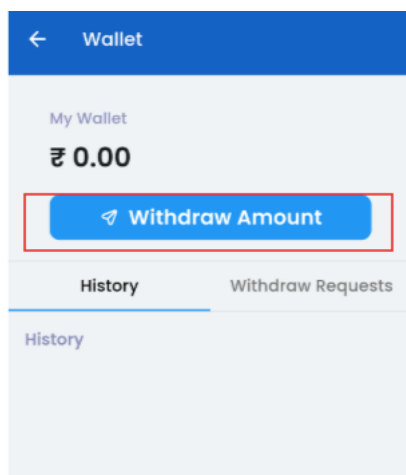 Wallet
My Wallet
₹ 0.00
Withdraw Amount
History
Withdraw Requests
History